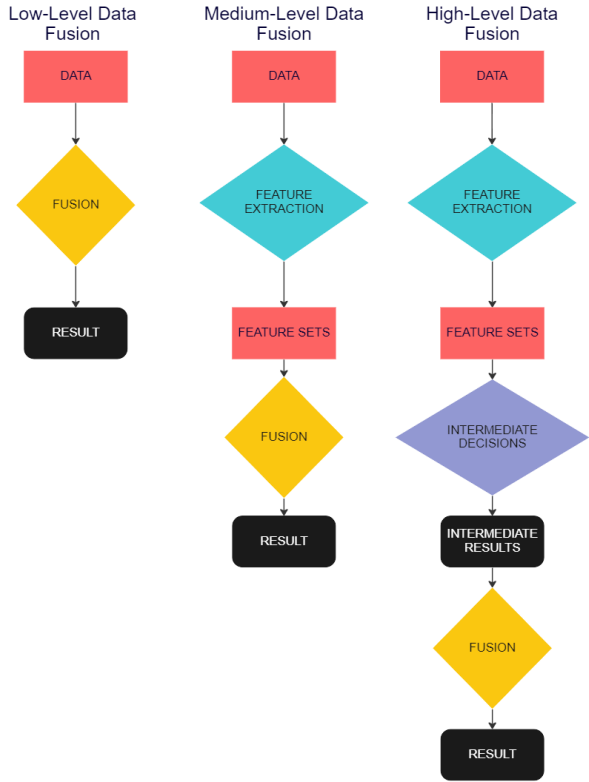 Low-Level Data
Fusion
DATA
FUSION
RESULT
Medium-Level Data
Fusion
DATA
FEATURE
EXTRACTION
FEATURE SETS
FUSION
RESULT
High-Level Data
Fusion
DATA
FEATURE
EXTRACTION
FEATURE SETS
INTERMEDIATE
DECISIONS
INTERMEDIATE
RESULTS
FUSION
RESULT